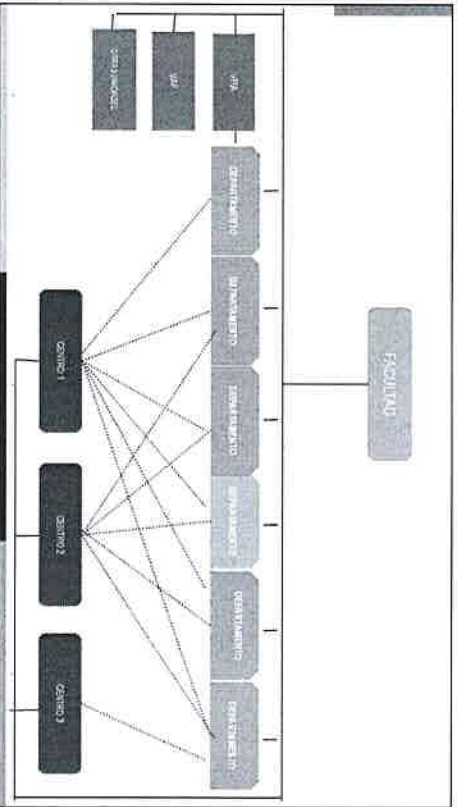 FACULTAD
DEPARTAMENTO
DEPARTAMENTO
DEPARTAMENTO
DEPARTAMENTO
DEPARTAMENTO
DEPARTAMENTO
CENTRO 1
CENTRO 2
CENTRO 3